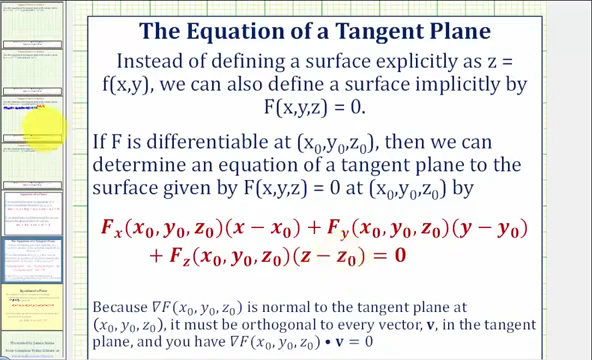 The Equation of a Tangent Plane
Instead of defining a surface explicitly as z =
f(x,y), we can also define a surface implicitly by
F(x,y,z) = 0.
If F is differentiable at (x₀,y₀,z₀), then we can
determine an equation of a tangent plane to the
surface given by F(x,y,z) = 0 at (x₀,y₀,z₀) by
Fₓ(x₀, y₀, z₀)(x − x₀) + F_y(x₀, y₀, z₀)(y − y₀)
+ F_z(x₀, y₀, z₀)(z − z₀) = 0
Because ∇F(x₀, y₀, z₀) is normal to the tangent plane at
(x₀, y₀, z₀), it must be orthogonal to every vector, v, in the tangent
plane, and you have ∇F(x₀, y₀, z₀) • v = 0